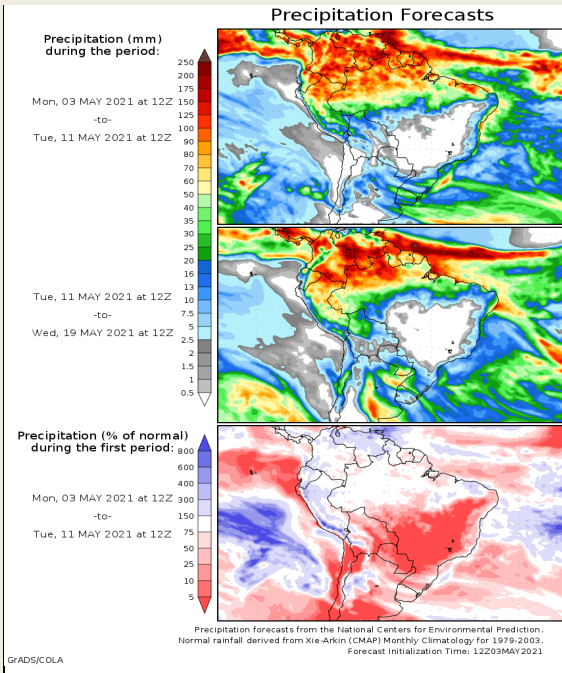 Precipitation Forecasts
Precipitation (mm)
during the period:
Mon, 03 MAY 2021 at 12Z
-to-
Tue, 11 MAY 2021 at 12Z
250
200
175
150
125
100
90
80
70
60
50
40
35
30
25
20
16
13
10
7.5
5
2.5
2
1.5
1
0.5
Tue, 11 MAY 2021 at 12Z
-to-
Wed, 19 MAY 2021 at 12Z
Precipitation (% of normal)
during the first period:
Mon, 03 MAY 2021 at 12Z
-to-
Tue, 11 MAY 2021 at 12Z
800
600
400
300
150
75
50
25
10
5
Precipitation forecasts from the National Centers for Environmental Prediction.
Normal rainfall derived from Xie-Arkin (CMAP) Monthly Climatology for 1979-2003.
Forecast Initialization Time: 12Z03MAY2021
GrADS/COLA